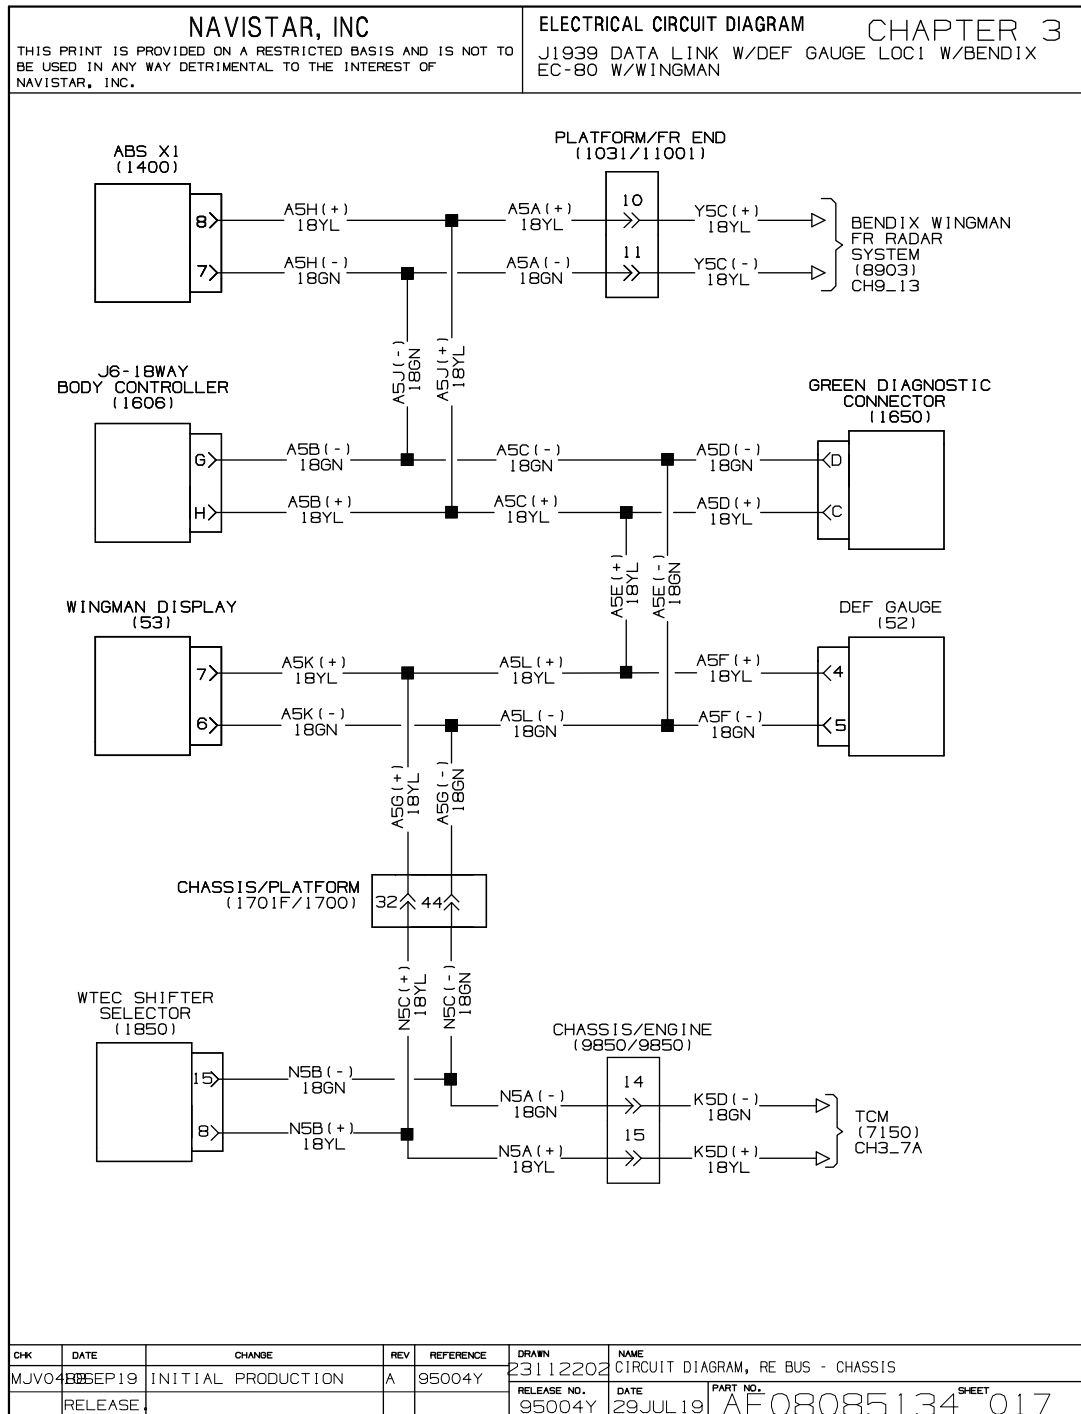 NAVISTAR, INC
THIS PRINT IS PROVIDED ON A RESTRICTED BASIS AND IS NOT TO
BE USED IN ANY WAY DETRIMENTAL TO THE INTEREST OF
NAVISTAR, INC.
ELECTRICAL CIRCUIT DIAGRAM
CHAPTER 3
J1939 DATA LINK W/DEF GAUGE LOC1 W/BENDIX
EC-80 W/WINGMAN
ABS X1
(1400)
8
A5H(+)
18YL
7
A5H(-)
18GN
A5A(+)
18YL
A5A(-)
18GN
PLATFORM/FR END
(1031/11001)
10
11
Y5C(+)
18YL
Y5C(-)
18YL
BENDIX WINGMAN
FR RADAR
SYSTEM
(8903)
CH9_13
A5J(-)
18GN
A5J(+)
18YL
J6-18WAY
BODY CONTROLLER
(1606)
G
A5B(-)
18GN
H
A5B(+)
18YL
A5C(-)
18GN
A5C(+)
18YL
A5D(-)
18GN
A5D(+)
18YL
GREEN DIAGNOSTIC
CONNECTOR
(1650)
D
C
A5E(+)
18YL
A5E(-)
18GN
WINGMAN DISPLAY
(53)
7
A5K(+)
18YL
6
A5K(-)
18GN
A5L(+)
18YL
A5L(-)
18GN
A5F(+)
18YL
A5F(-)
18GN
DEF GAUGE
(52)
4
5
A5G(+)
18YL
A5G(-)
18GN
CHASSIS/PLATFORM
(1701F/1700)
32
44
N5C(+)
18YL
N5C(-)
18GN
WTEC SHIFTER
SELECTOR
(1850)
15
N5B(-)
18GN
8
N5B(+)
18YL
CHASSIS/ENGINE
(9850/9850)
N5A(-)
18GN
14
K5D(-)
18GN
N5A(+)
18YL
15
K5D(+)
18YL
TCM
(7150)
CH3_7A
CHK DATE CHANGE REV REFERENCE
INITIAL PRODUCTION A 95004Y
RELEASE.
DRAWN
23112202
NAME
CIRCUIT DIAGRAM, RE BUS - CHASSIS
RELEASE NO.
95004Y
DATE
29JUL19
PART NO.
AF08085134
SHEET
017